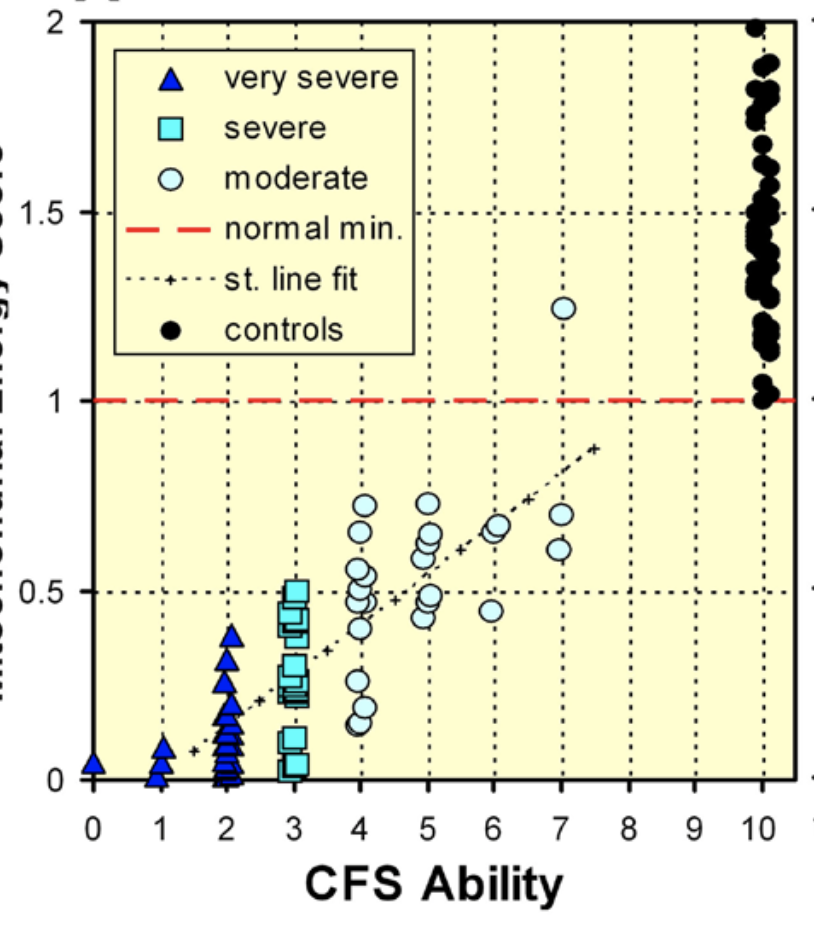 2
very severe
severe
moderate
normal min.
st. line fit
controls
1.5
1
0.5
0
0 1 2 3 4 5 6 7 8 9 10
CFS Ability